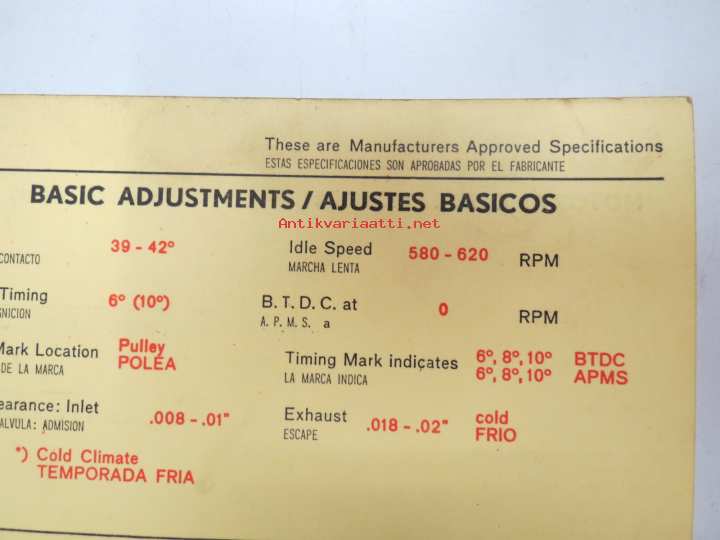 These are Manufacturers Approved Specifications
ESTAS ESPECIFICACIONES SON APROBADAS POR EL FABRICANTE
BASIC ADJUSTMENTS / AJUSTES BASICOS
Antikvariaatti.net
39 - 42° Idle Speed 580 - 620 RPM
CONTACTO MARCHA LENTA
Timing 6° (10°) B.T.D.C. at 0 RPM
GNICION A.P.M.S. a
Mark Location Pulley Timing Mark indicates 6°, 8°, 10° BTDC
DE LA MARCA POLEA LA MARCA INDICA 6°, 8°, 10° APMS
earance: Inlet .008 - .01" Exhaust .018 - .02" cold
ALVULA: ADMISION ESCAPE FRIO
*) Cold Climate
TEMPORADA FRIA